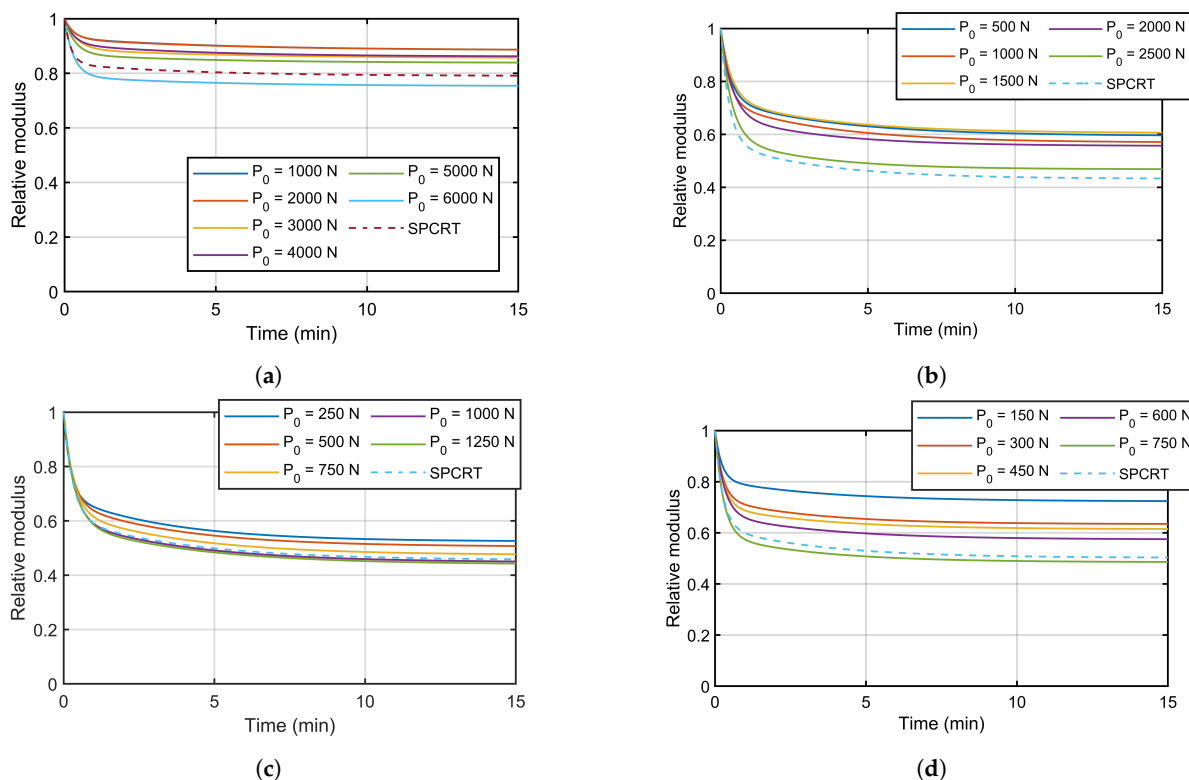 1
0.8
0.6
0.4
0.2
0
Relative modulus
P0 = 1000 N
P0 = 2000 N
P0 = 3000 N
P0 = 4000 N
P0 = 5000 N
P0 = 6000 N
SPCRT
0 5 10 15
Time (min)
(a)
1
0.8
0.6
0.4
0.2
0
Relative modulus
P0 = 500 N
P0 = 1000 N
P0 = 1500 N
P0 = 2000 N
P0 = 2500 N
SPCRT
0 5 10 15
Time (min)
(b)
1
0.8
0.6
0.4
0.2
0
Relative modulus
P0 = 250 N
P0 = 500 N
P0 = 750 N
P0 = 1000 N
P0 = 1250 N
SPCRT
0 5 10 15
Time (min)
(c)
1
0.8
0.6
0.4
0.2
0
Relative modulus
P0 = 150 N
P0 = 300 N
P0 = 450 N
P0 = 600 N
P0 = 750 N
SPCRT
0 5 10 15
Time (min)
(d)